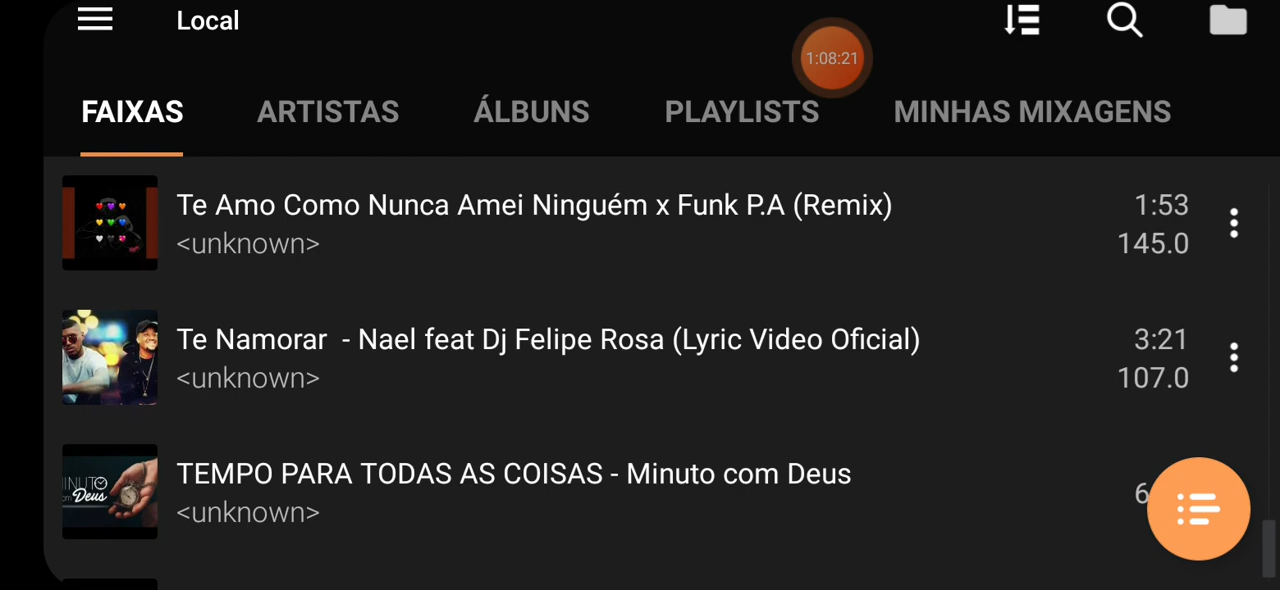 Local
1:08:21
FAIXAS ARTISTAS ÁLBUNS PLAYLISTS MINHAS MIXAGENS
Te Amo Como Nunca Amei Ninguém x Funk P.A (Remix) 1:53
<unknown> 145.0
Te Namorar - Nael feat Dj Felipe Rosa (Lyric Video Oficial) 3:21
<unknown> 107.0
TEMPO PARA TODAS AS COISAS - Minuto com Deus
<unknown>
Deus